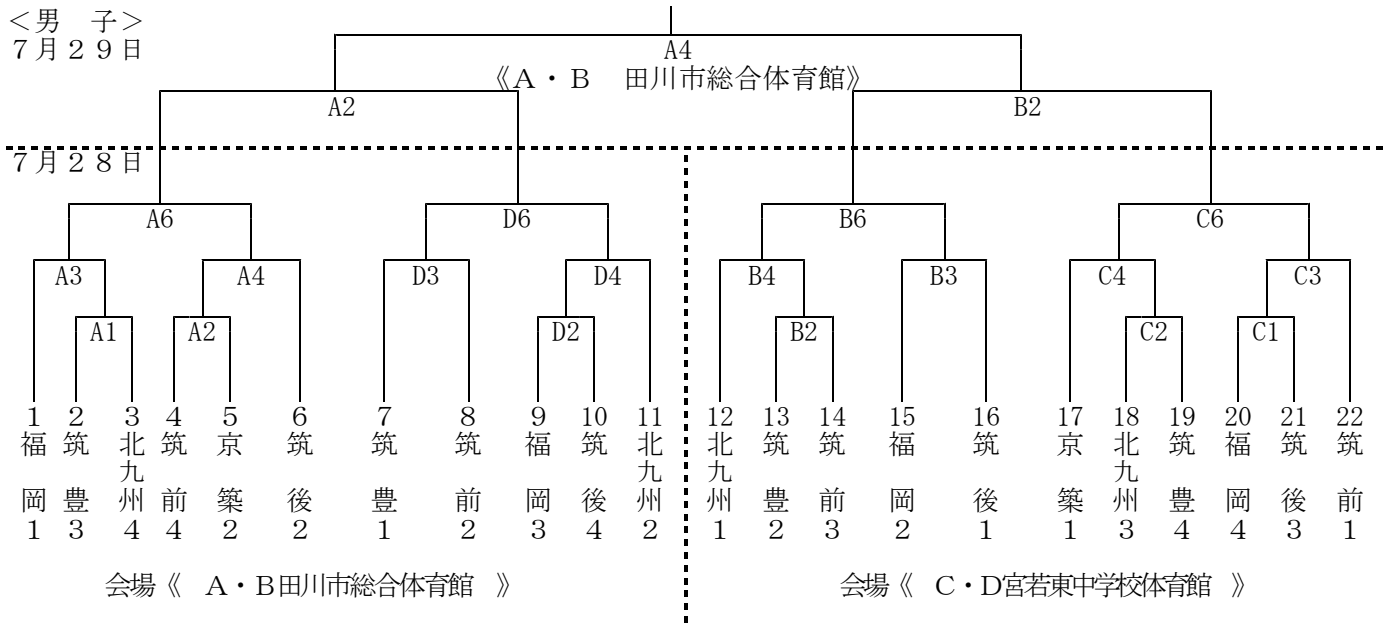 ＜男　子＞
７月２９日
A4
《Ａ・Ｂ　田川市総合体育館》
A2
B2
７月２８日
A6
D6
B6
C6
A3
A4
D3
D4
B4
B3
C4
C3
A1
A2
D2
B2
C2
C1
1 福岡１
2 筑豊３
3 北九州４
4 筑前４
5 京築２
6 筑後２
7 筑豊１
8 筑前２
9 福岡３
10 筑後４
11 北九州２
12 北九州１
13 筑豊２
14 筑前３
15 福岡２
16 筑後１
17 京築１
18 北九州３
19 筑豊４
20 福岡４
21 筑後３
22 筑前１
会場《　Ａ・Ｂ田川市総合体育館　》
会場《　Ｃ・Ｄ宮若東中学校体育館　》